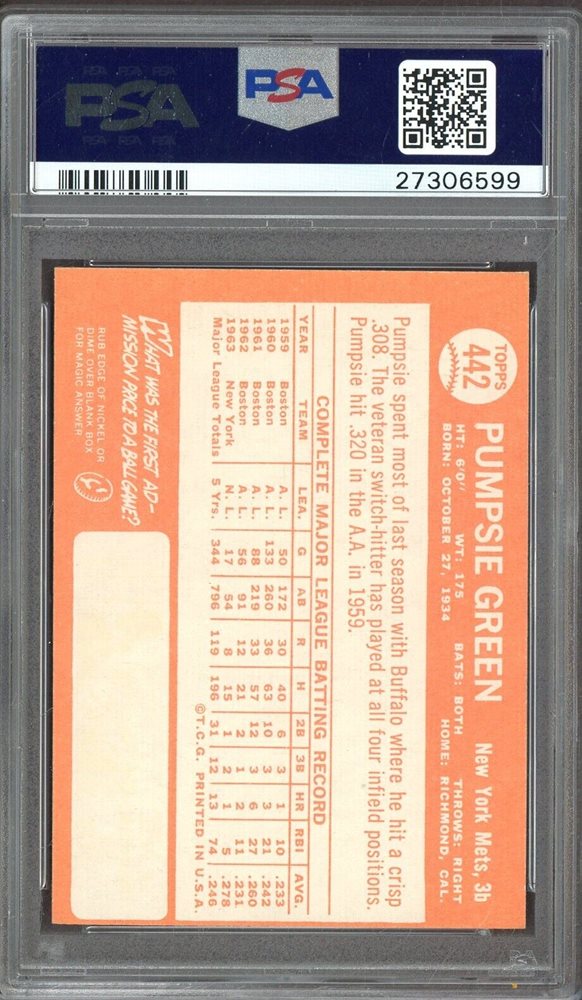 PSA PSA PSA
PSA
PSA PSA PSA
PSA
27306599
TOPPS
442
PUMPSIE GREEN New York Mets, 3b
HT: 6'0" WT: 175 BATS: BOTH THROWS: RIGHT
BORN: OCTOBER 27, 1934 HOME: RICHMOND, CAL.
Pumpsie spent most of last season with Buffalo where he hit a crisp
.308. The veteran switch-hitter has played at all four infield positions.
Pumpsie hit .320 in the A.A. in 1959.
COMPLETE MAJOR LEAGUE BATTING RECORD
YEAR TEAM LEA. G AB R H 2B 3B HR RBI AVG.
1959 Boston A. L. 50 172 30 40 6 3 1 10 .233
1960 Boston A. L. 133 260 36 63 10 3 3 21 .242
1961 Boston A. L. 88 219 33 57 12 3 6 27 .260
1962 Boston A. L. 56 91 12 21 2 1 2 11 .231
1963 New York N. L. 17 54 8 15 1 2 1 5 .278
Major League Totals 5 Yrs. 344 796 119 196 31 12 13 74 .246
©T.C.G. PRINTED IN U.S.A.
WHAT WAS THE FIRST AD-
MISSION PRICE TO A BALL GAME?
RUB EDGE OF NICKEL OR
DIME OVER BLANK BOX
FOR MAGIC ANSWER
PSA